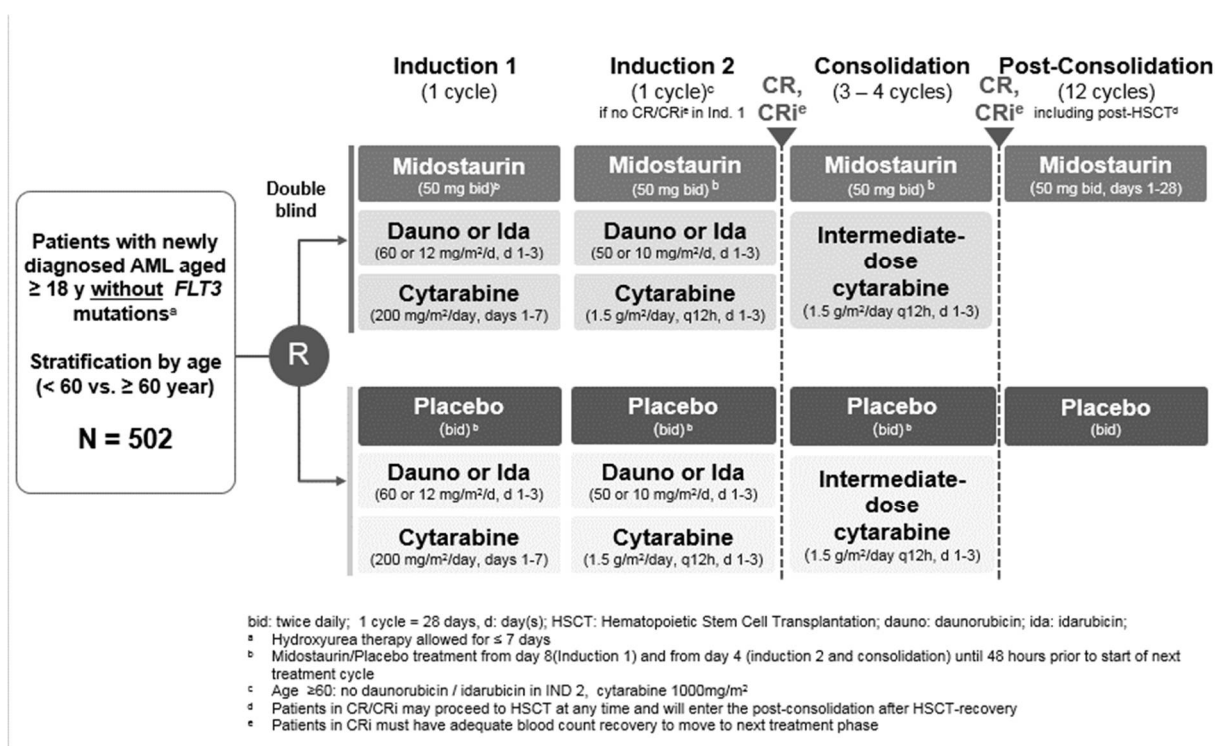 Induction 1
(1 cycle)
Induction 2
(1 cycle)ᶜ
if no CR/CRiᵉ in Ind. 1
CR,
CRiᵉ
Consolidation
(3 – 4 cycles)
CR,
CRiᵉ
Post-Consolidation
(12 cycles)
including post-HSCTᵈ
Patients with newly
diagnosed AML aged
≥ 18 y without FLT3
mutationsᵃ
Stratification by age
(< 60 vs. ≥ 60 year)
N = 502
Double
blind
R
Midostaurin
(50 mg bid)ᵇ
Midostaurin
(50 mg bid) ᵇ
Midostaurin
(50 mg bid) ᵇ
Midostaurin
(50 mg bid, days 1-28)
Dauno or Ida
(60 or 12 mg/m²/d, d 1-3)
Dauno or Ida
(50 or 10 mg/m²/d, d 1-3)
Intermediate-
dose
cytarabine
(1.5 g/m²/day q12h, d 1-3)
Cytarabine
(200 mg/m²/day, days 1-7)
Cytarabine
(1.5 g/m²/day, q12h, d 1-3)
Placebo
(bid) ᵇ
Placebo
(bid) ᵇ
Placebo
(bid) ᵇ
Placebo
(bid)
Dauno or Ida
(60 or 12 mg/m²/d, d 1-3)
Dauno or Ida
(50 or 10 mg/m²/d, d 1-3)
Intermediate-
dose
cytarabine
(1.5 g/m²/day q12h, d 1-3)
Cytarabine
(200 mg/m²/day, days 1-7)
Cytarabine
(1.5 g/m²/day, q12h, d 1-3)
bid: twice daily; 1 cycle = 28 days, d: day(s); HSCT: Hematopoietic Stem Cell Transplantation; dauno: daunorubicin; ida: idarubicin;
ᵃ Hydroxyurea therapy allowed for ≤ 7 days
ᵇ Midostaurin/Placebo treatment from day 8(Induction 1) and from day 4 (induction 2 and consolidation) until 48 hours prior to start of next
treatment cycle
ᶜ Age ≥60: no daunorubicin / idarubicin in IND 2, cytarabine 1000mg/m²
ᵈ Patients in CR/CRi may proceed to HSCT at any time and will enter the post-consolidation after HSCT-recovery
ᵉ Patients in CRi must have adequate blood count recovery to move to next treatment phase